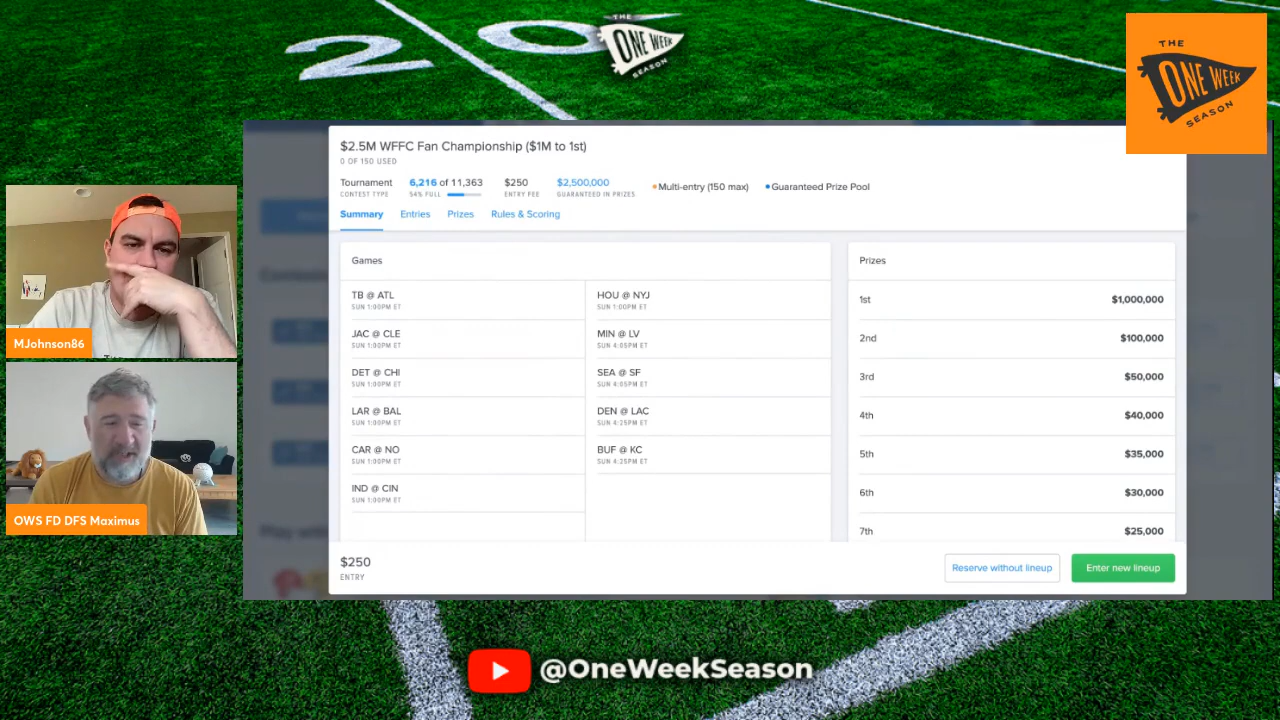 2 0
THE
ONE WEEK
SEASON
THE
ONE WEEK
SEASON
$2.5M WFFC Fan Championship ($1M to 1st)
0 OF 150 USED
Tournament
CONTEST TYPE
6,216 of 11,363
54% FULL
$250
ENTRY FEE
$2,500,000
GUARANTEED IN PRIZES
Multi-entry (150 max)
Guaranteed Prize Pool
Summary Entries Prizes Rules & Scoring
Games
TB @ ATL
SUN 1:00PM ET
JAC @ CLE
SUN 1:00PM ET
DET @ CHI
SUN 1:00PM ET
LAR @ BAL
SUN 1:00PM ET
CAR @ NO
SUN 1:00PM ET
IND @ CIN
SUN 1:00PM ET
HOU @ NYJ
SUN 1:00PM ET
MIN @ LV
SUN 4:05PM ET
SEA @ SF
SUN 4:05PM ET
DEN @ LAC
SUN 4:25PM ET
BUF @ KC
SUN 4:25PM ET
Prizes
1st $1,000,000
2nd $100,000
3rd $50,000
4th $40,000
5th $35,000
6th $30,000
7th $25,000
$250
ENTRY
Reserve without lineup
Enter new lineup
MJohnson86
OWS FD DFS Maximus
@OneWeekSeason